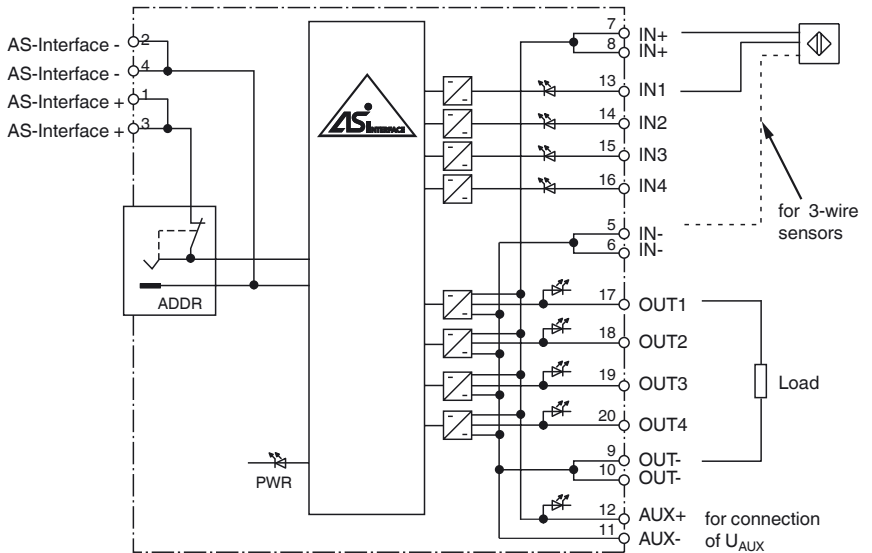 AS-Interface - 2
AS-Interface - 4
AS-Interface + 1
AS-Interface + 3
ADDR
PWR
ASi INTERFACE
7 IN+
8 IN+
13 IN1
14 IN2
15 IN3
16 IN4
5 IN-
6 IN-
17 OUT1
18 OUT2
19 OUT3
20 OUT4
9 OUT-
10 OUT-
12 AUX+
11 AUX-
for 3-wire
sensors
Load
for connection
of UAUX